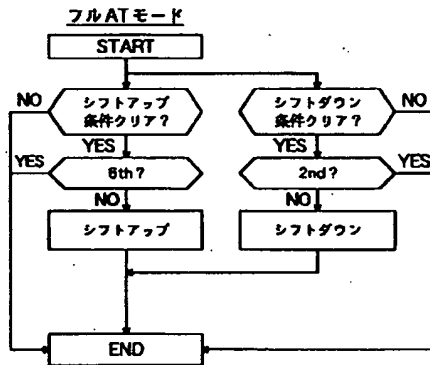 フルATモード
START
NO
シフトアップ
条件クリア?
シフトダウン
条件クリア?
NO
YES
YES
YES
6th?
2nd?
YES
NO
NO
シフトアップ
シフトダウン
END